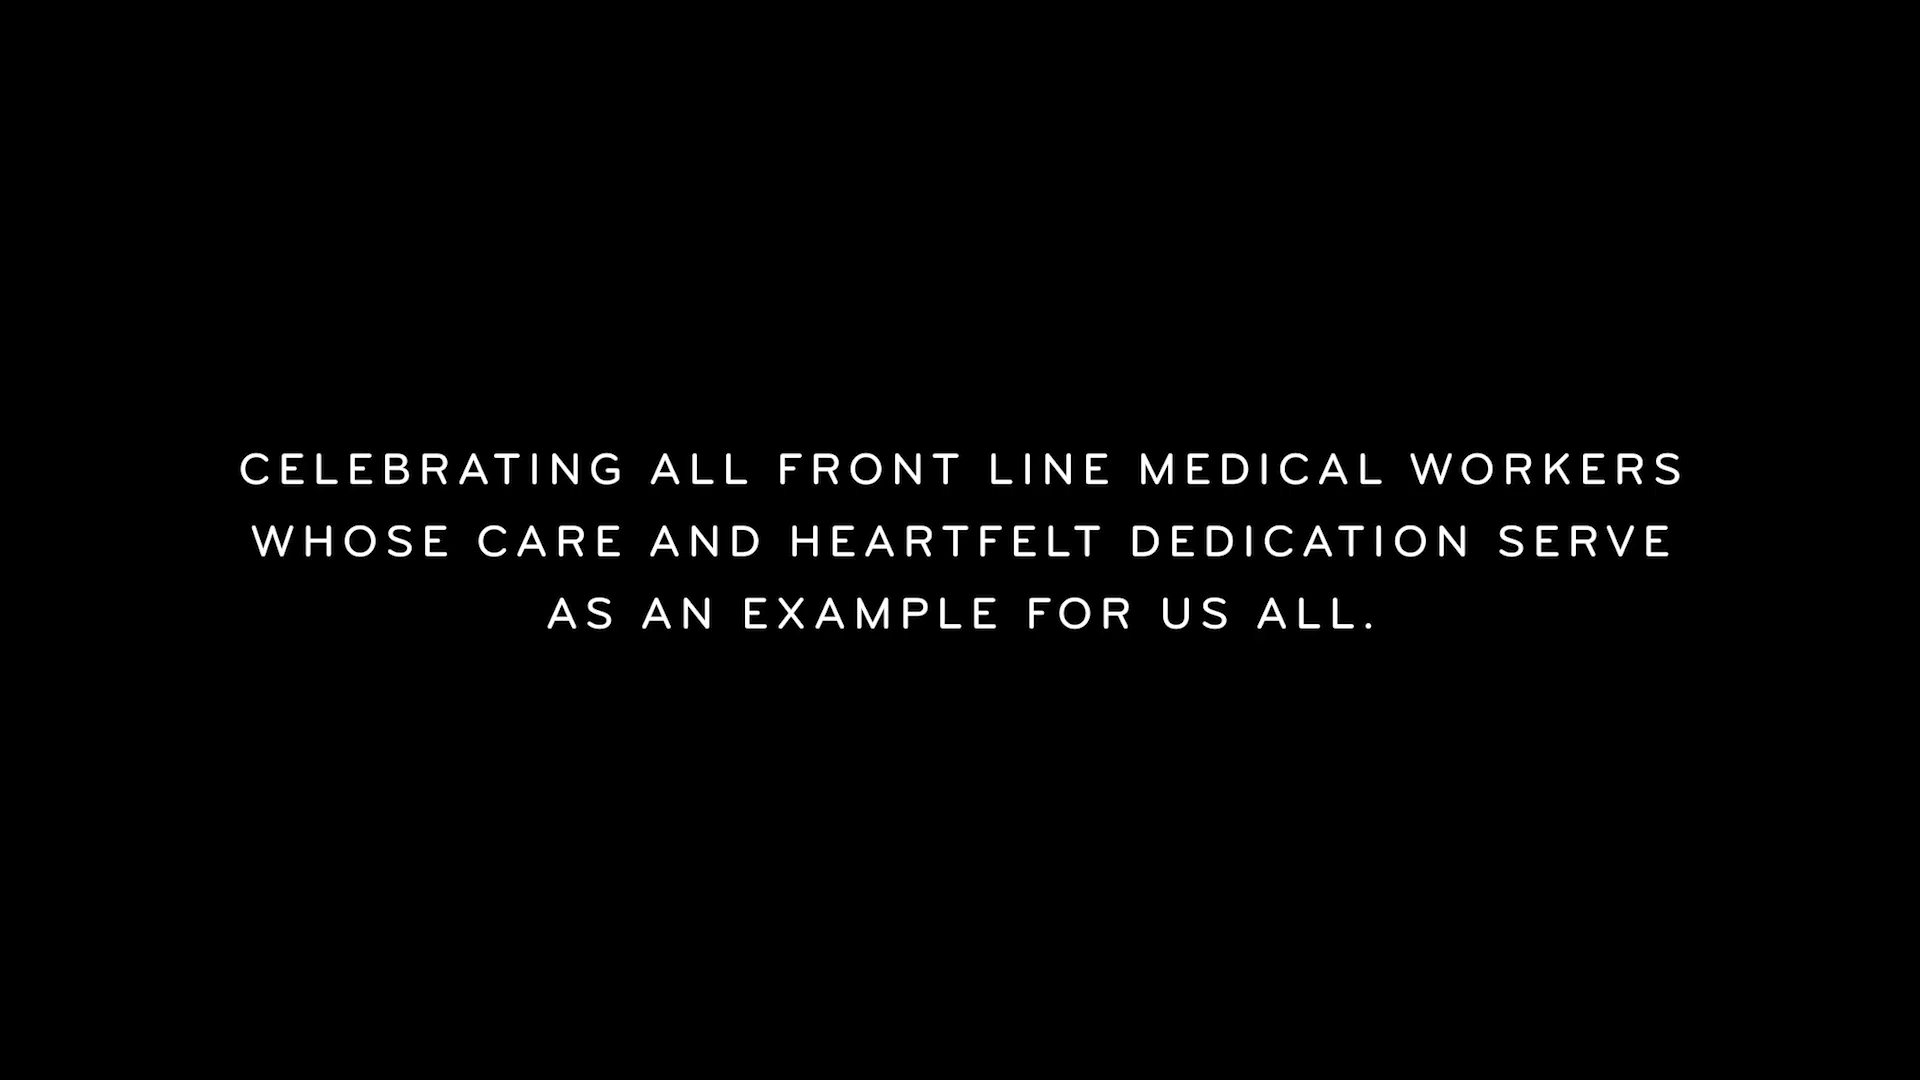 CELEBRATING ALL FRONT LINE MEDICAL WORKERS
WHOSE CARE AND HEARTFELT DEDICATION SERVE
AS AN EXAMPLE FOR US ALL.